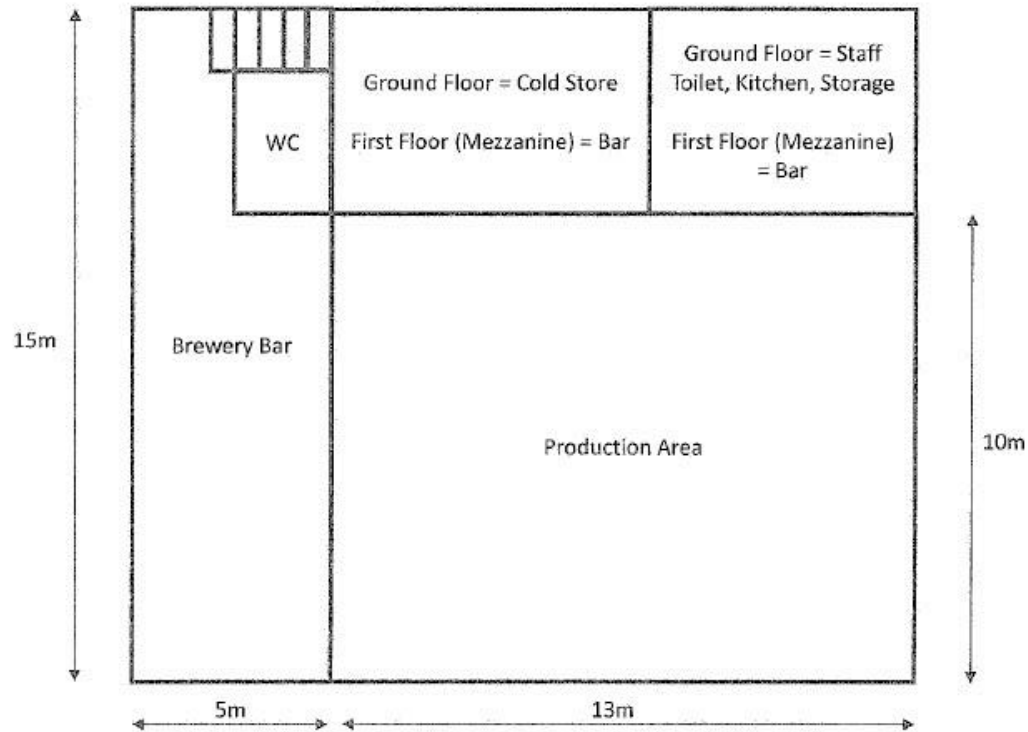 Ground Floor = Cold Store
First Floor (Mezzanine) = Bar
Ground Floor = Staff
Toilet, Kitchen, Storage
First Floor (Mezzanine)
= Bar
WC
15m
Brewery Bar
Production Area
10m
5m
13m